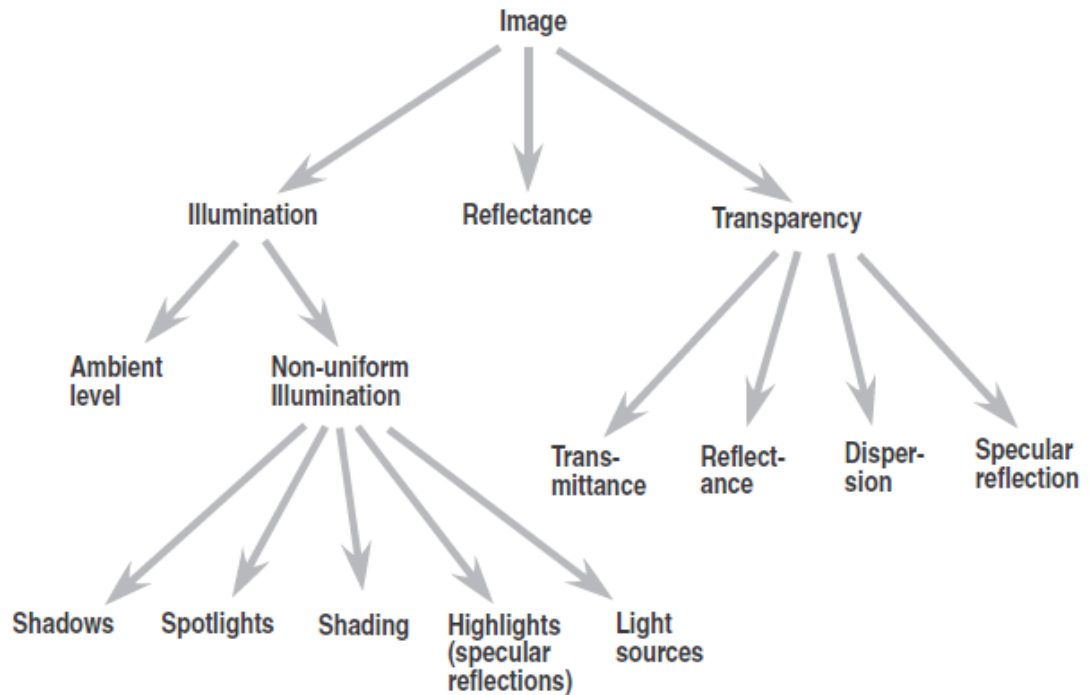 Image
Illumination
Reflectance
Transparency
Ambient
level
Non-uniform
Illumination
Trans-
mittance
Reflect-
ance
Disper-
sion
Specular
reflection
Shadows
Spotlights
Shading
Highlights
(specular
reflections)
Light
sources